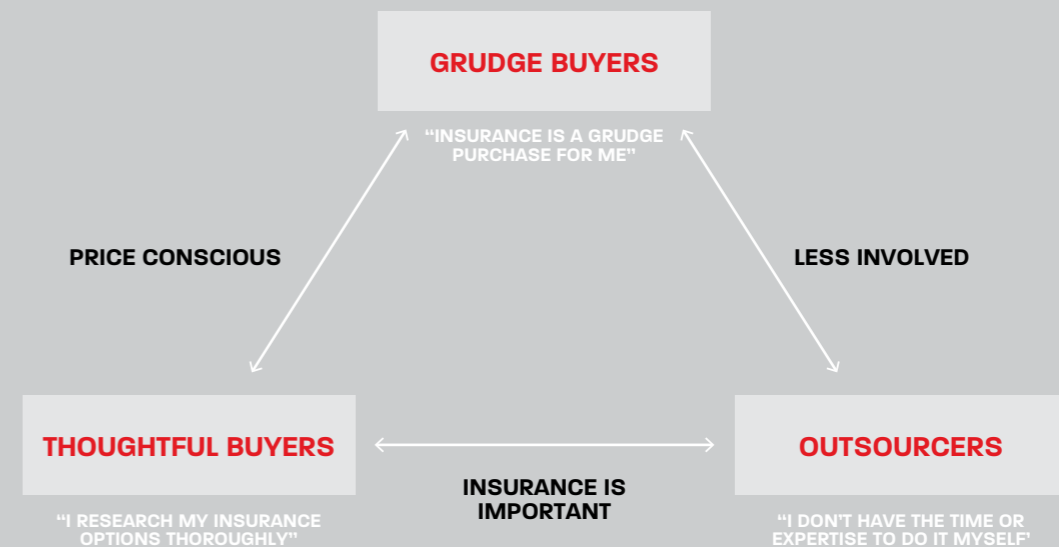 GRUDGE BUYERS
“INSURANCE IS A GRUDGE
PURCHASE FOR ME”
PRICE CONSCIOUS
LESS INVOLVED
THOUGHTFUL BUYERS
OUTSOURCERS
INSURANCE IS
IMPORTANT
“I RESEARCH MY INSURANCE
OPTIONS THOROUGHLY”
“I DON’T HAVE THE TIME OR
EXPERTISE TO DO IT MYSELF’